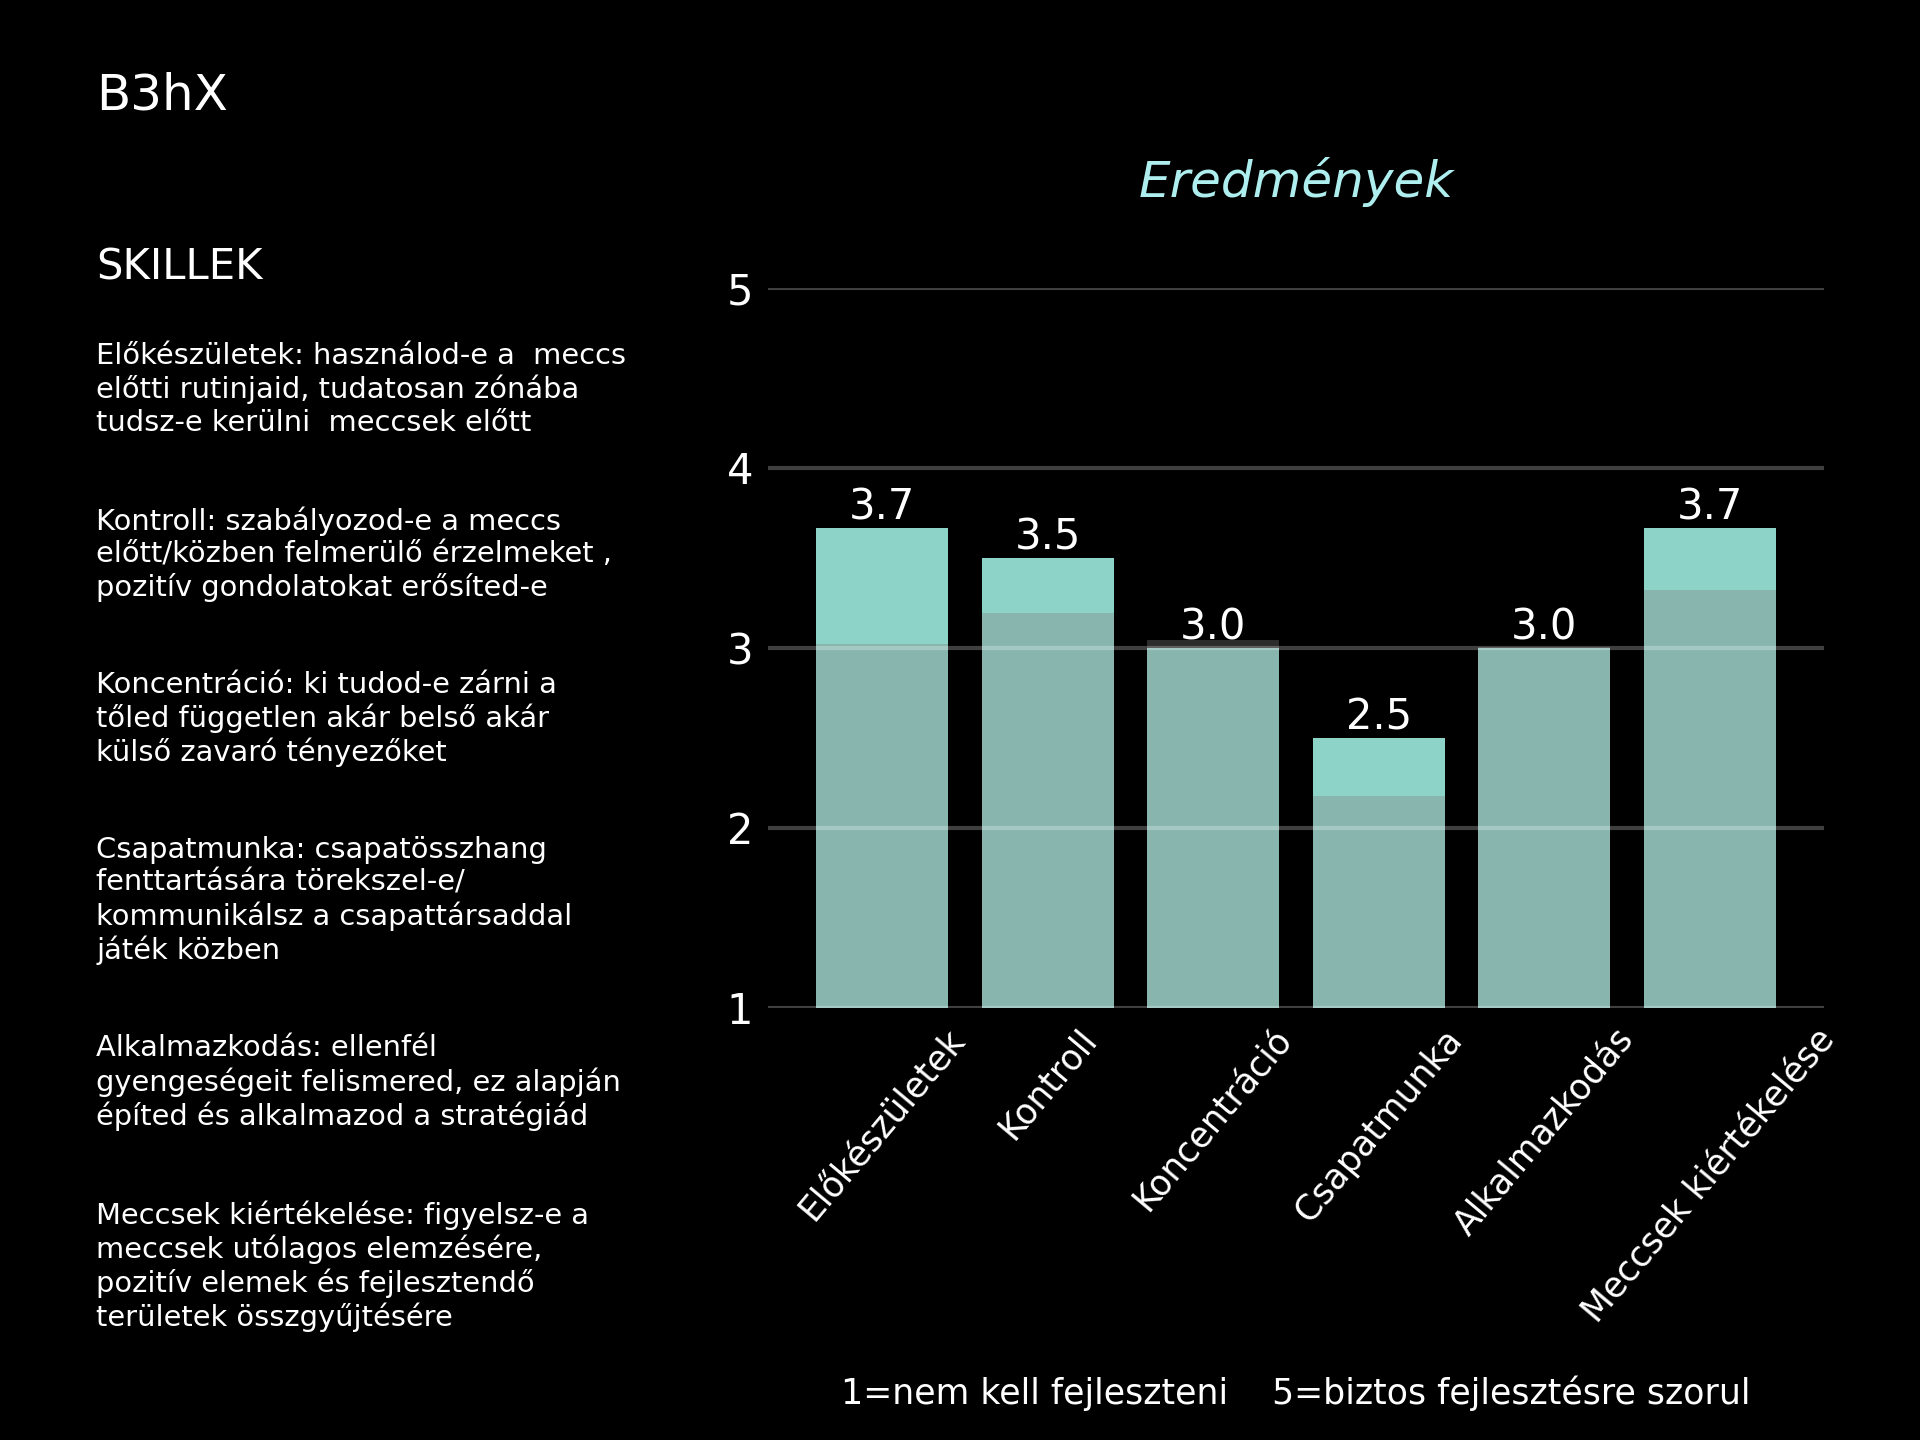 B3hX
SKILLEK
Előkészületek: használod-e a  meccs
előtti rutinjaid, tudatosan zónába
tudsz-e kerülni  meccsek előtt
Kontroll: szabályozod-e a meccs
előtt/közben felmerülő érzelmeket ,
pozitív gondolatokat erősíted-e
Koncentráció: ki tudod-e zárni a
tőled független akár belső akár
külső zavaró tényezőket
Csapatmunka: csapatösszhang
fenttartására törekszel-e/
kommunikálsz a csapattársaddal
játék közben
Alkalmazkodás: ellenfél
gyengeségeit felismered, ez alapján
építed és alkalmazod a stratégiád
Meccsek kiértékelése: figyelsz-e a
meccsek utólagos elemzésére,
pozitív elemek és fejlesztendő
területek összgyűjtésére
Eredmények
5
4
3
2
1
3.7
3.5
3.0
2.5
3.0
3.7
Előkészületek
Kontroll
Koncentráció
Csapatmunka
Alkalmazkodás
Meccsek kiértékelése
1=nem kell fejleszteni    5=biztos fejlesztésre szorul